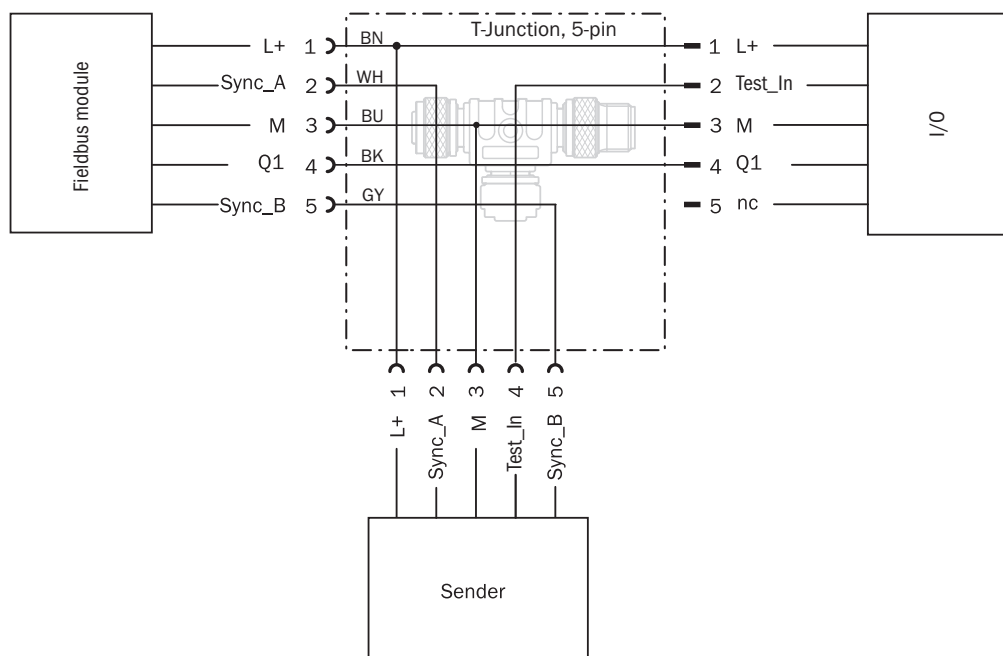 T-Junction, 5-pin
L+ 1 BN 1 L+
Sync_A 2 WH 2 Test_In
M 3 BU 3 M
Q1 4 BK 4 Q1
Sync_B 5 GY 5 nc
Fieldbus module
I/O
1 2 3 4 5
L+ Sync_A M Test_In Sync_B
Sender